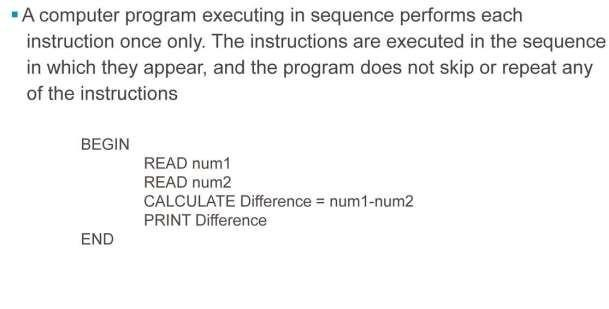 ▪ A computer program executing in sequence performs each
instruction once only. The instructions are executed in the sequence
in which they appear, and the program does not skip or repeat any
of the instructions
BEGIN
READ num1
READ num2
CALCULATE Difference = num1-num2
PRINT Difference
END